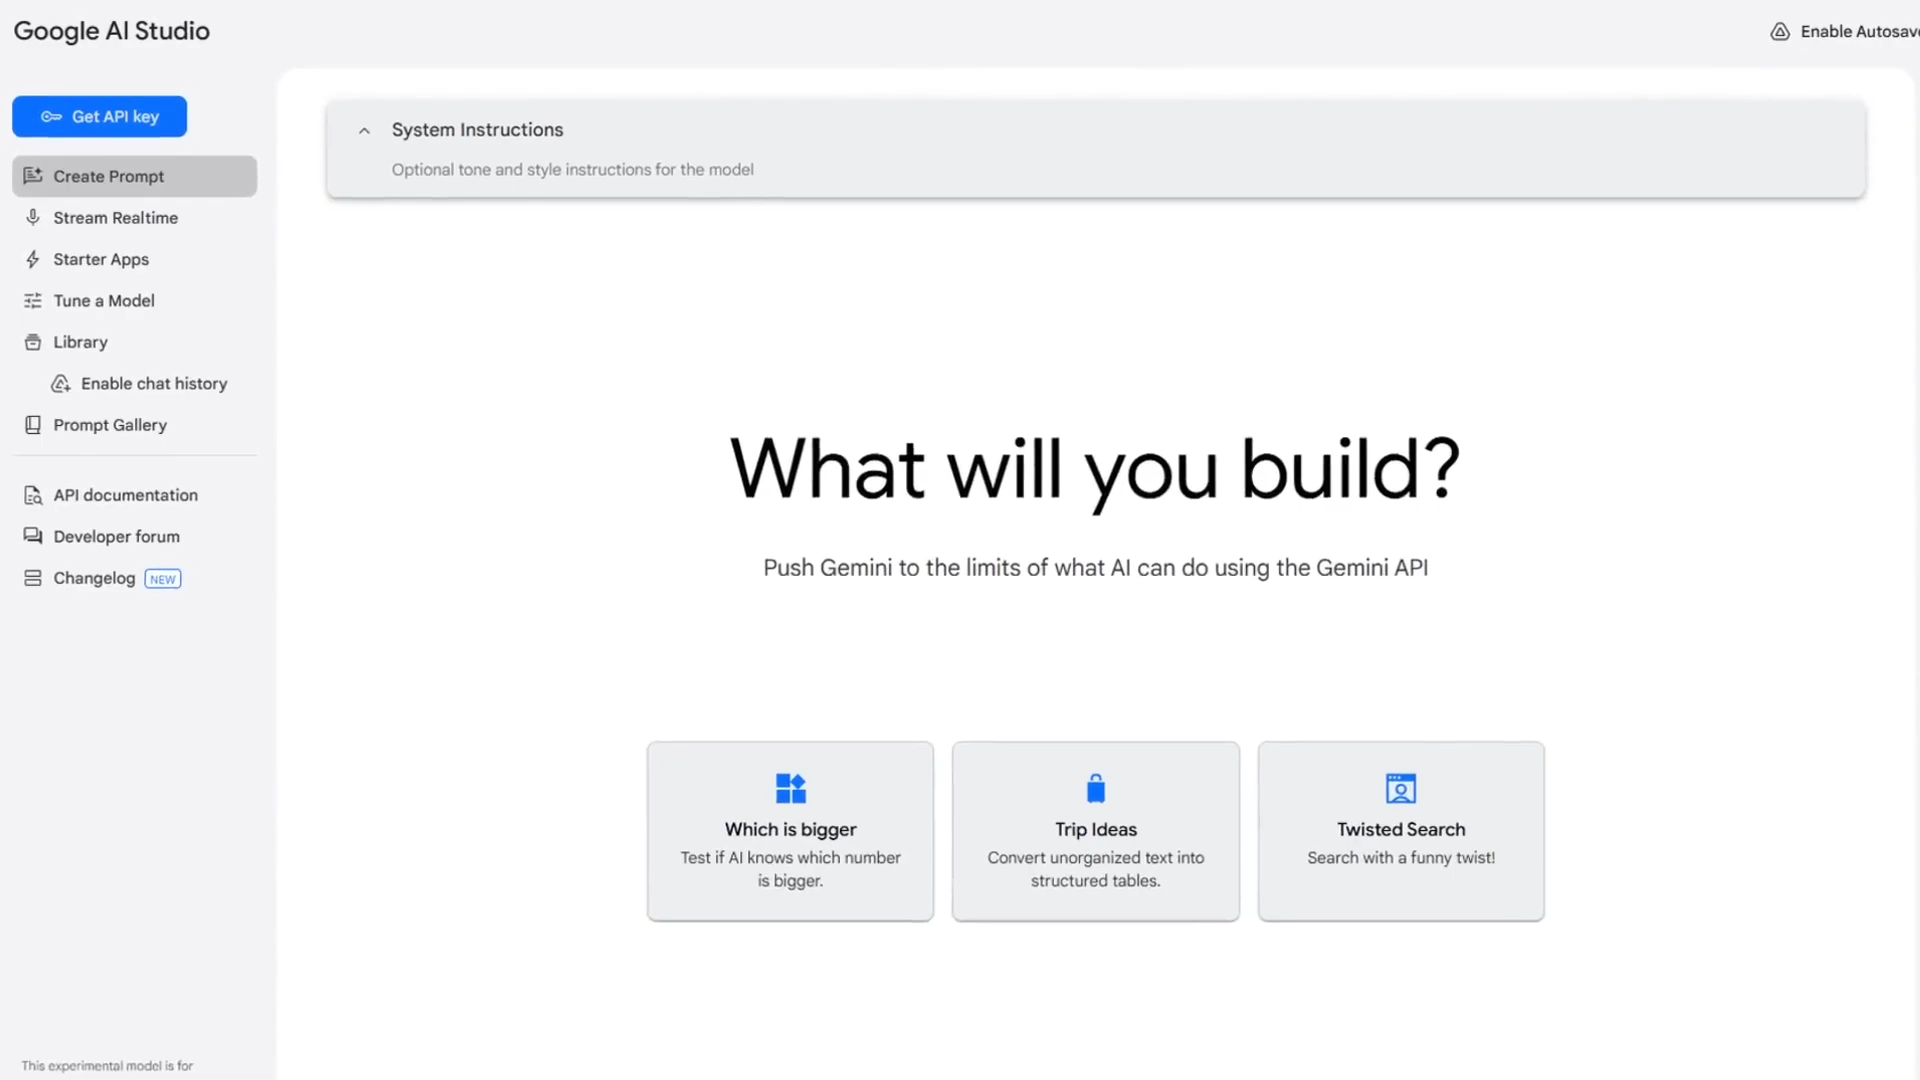 Google AI Studio
Enable Autosave
Get API key
Create Prompt
Stream Realtime
Starter Apps
Tune a Model
Library
Enable chat history
Prompt Gallery
API documentation
Developer forum
Changelog NEW
This experimental model is for
System Instructions
Optional tone and style instructions for the model
What will you build?
Push Gemini to the limits of what AI can do using the Gemini API
Which is bigger
Test if AI knows which number
is bigger.
Trip Ideas
Convert unorganized text into
structured tables.
Twisted Search
Search with a funny twist!